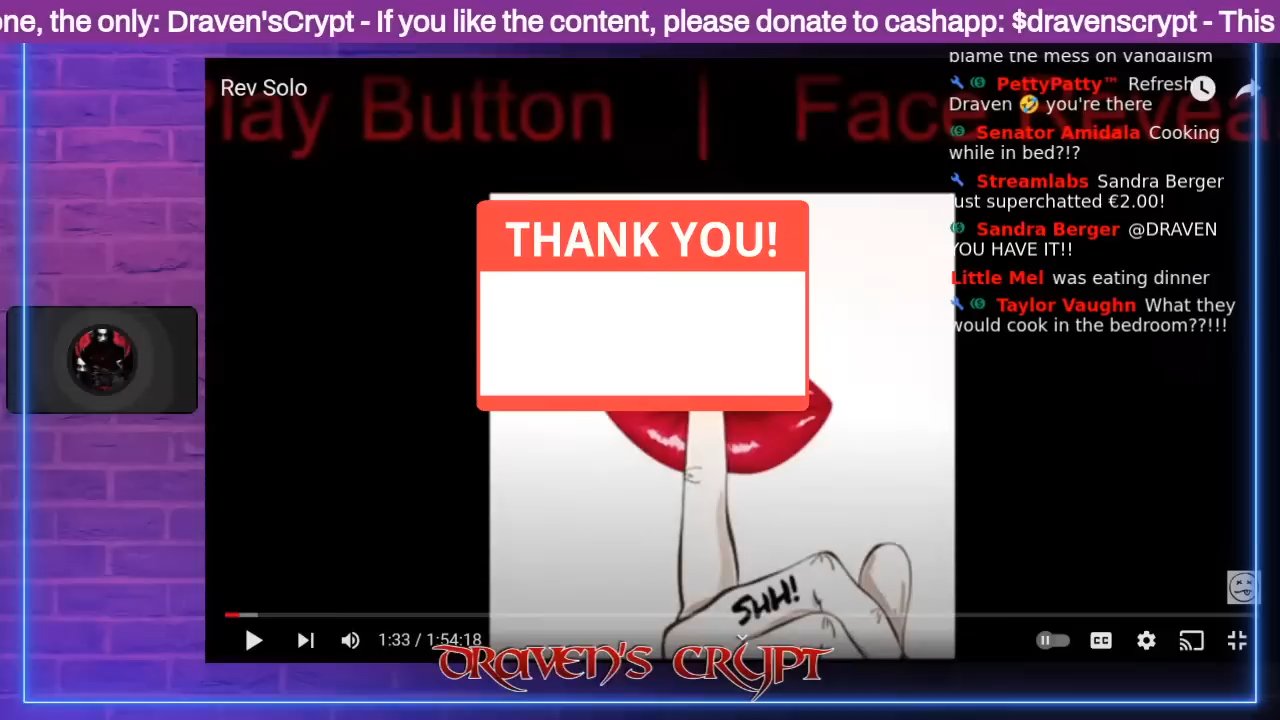 one, the only: Draven'sCrypt - If you like the content, please donate to cashapp: $dravenscrypt - This
Rev Solo
lay Button | Face Revea
blame the mess on vandalism
PettyPatty™ Refresh
Draven 🤣 you're there
Senator Amidala Cooking
while in bed?!?
Streamlabs Sandra Berger
just superchatted €2.00!
Sandra Berger @DRAVEN
YOU HAVE IT!!
Little Mel was eating dinner
Taylor Vaughn What they
would cook in the bedroom??!!!
THANK YOU!
SHH!
1:33 / 1:54:18
CC
DRAVEN'S CRYPT